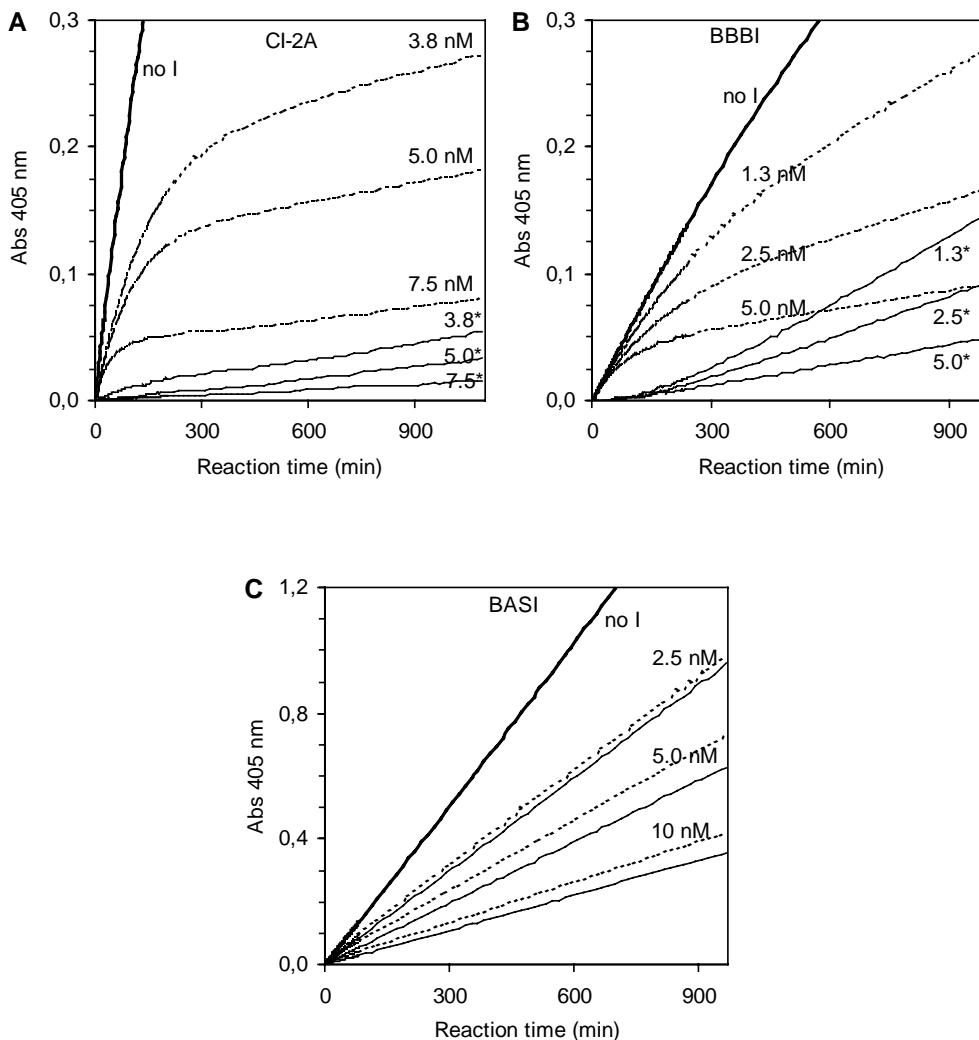 A
CI-2A
no I
3.8 nM
5.0 nM
7.5 nM
3.8*
5.0*
7.5*
0,3
0,2
0,1
0,0
Abs 405 nm
0 300 600 900
Reaction time (min)
B
BBBI
no I
1.3 nM
2.5 nM
1.3*
5.0 nM
2.5*
5.0*
0,3
0,2
0,1
0,0
Abs 405 nm
0 300 600 900
Reaction time (min)
C
BASI
no I
2.5 nM
5.0 nM
10 nM
1,2
0,8
0,4
0,0
Abs 405 nm
0 300 600 900
Reaction time (min)